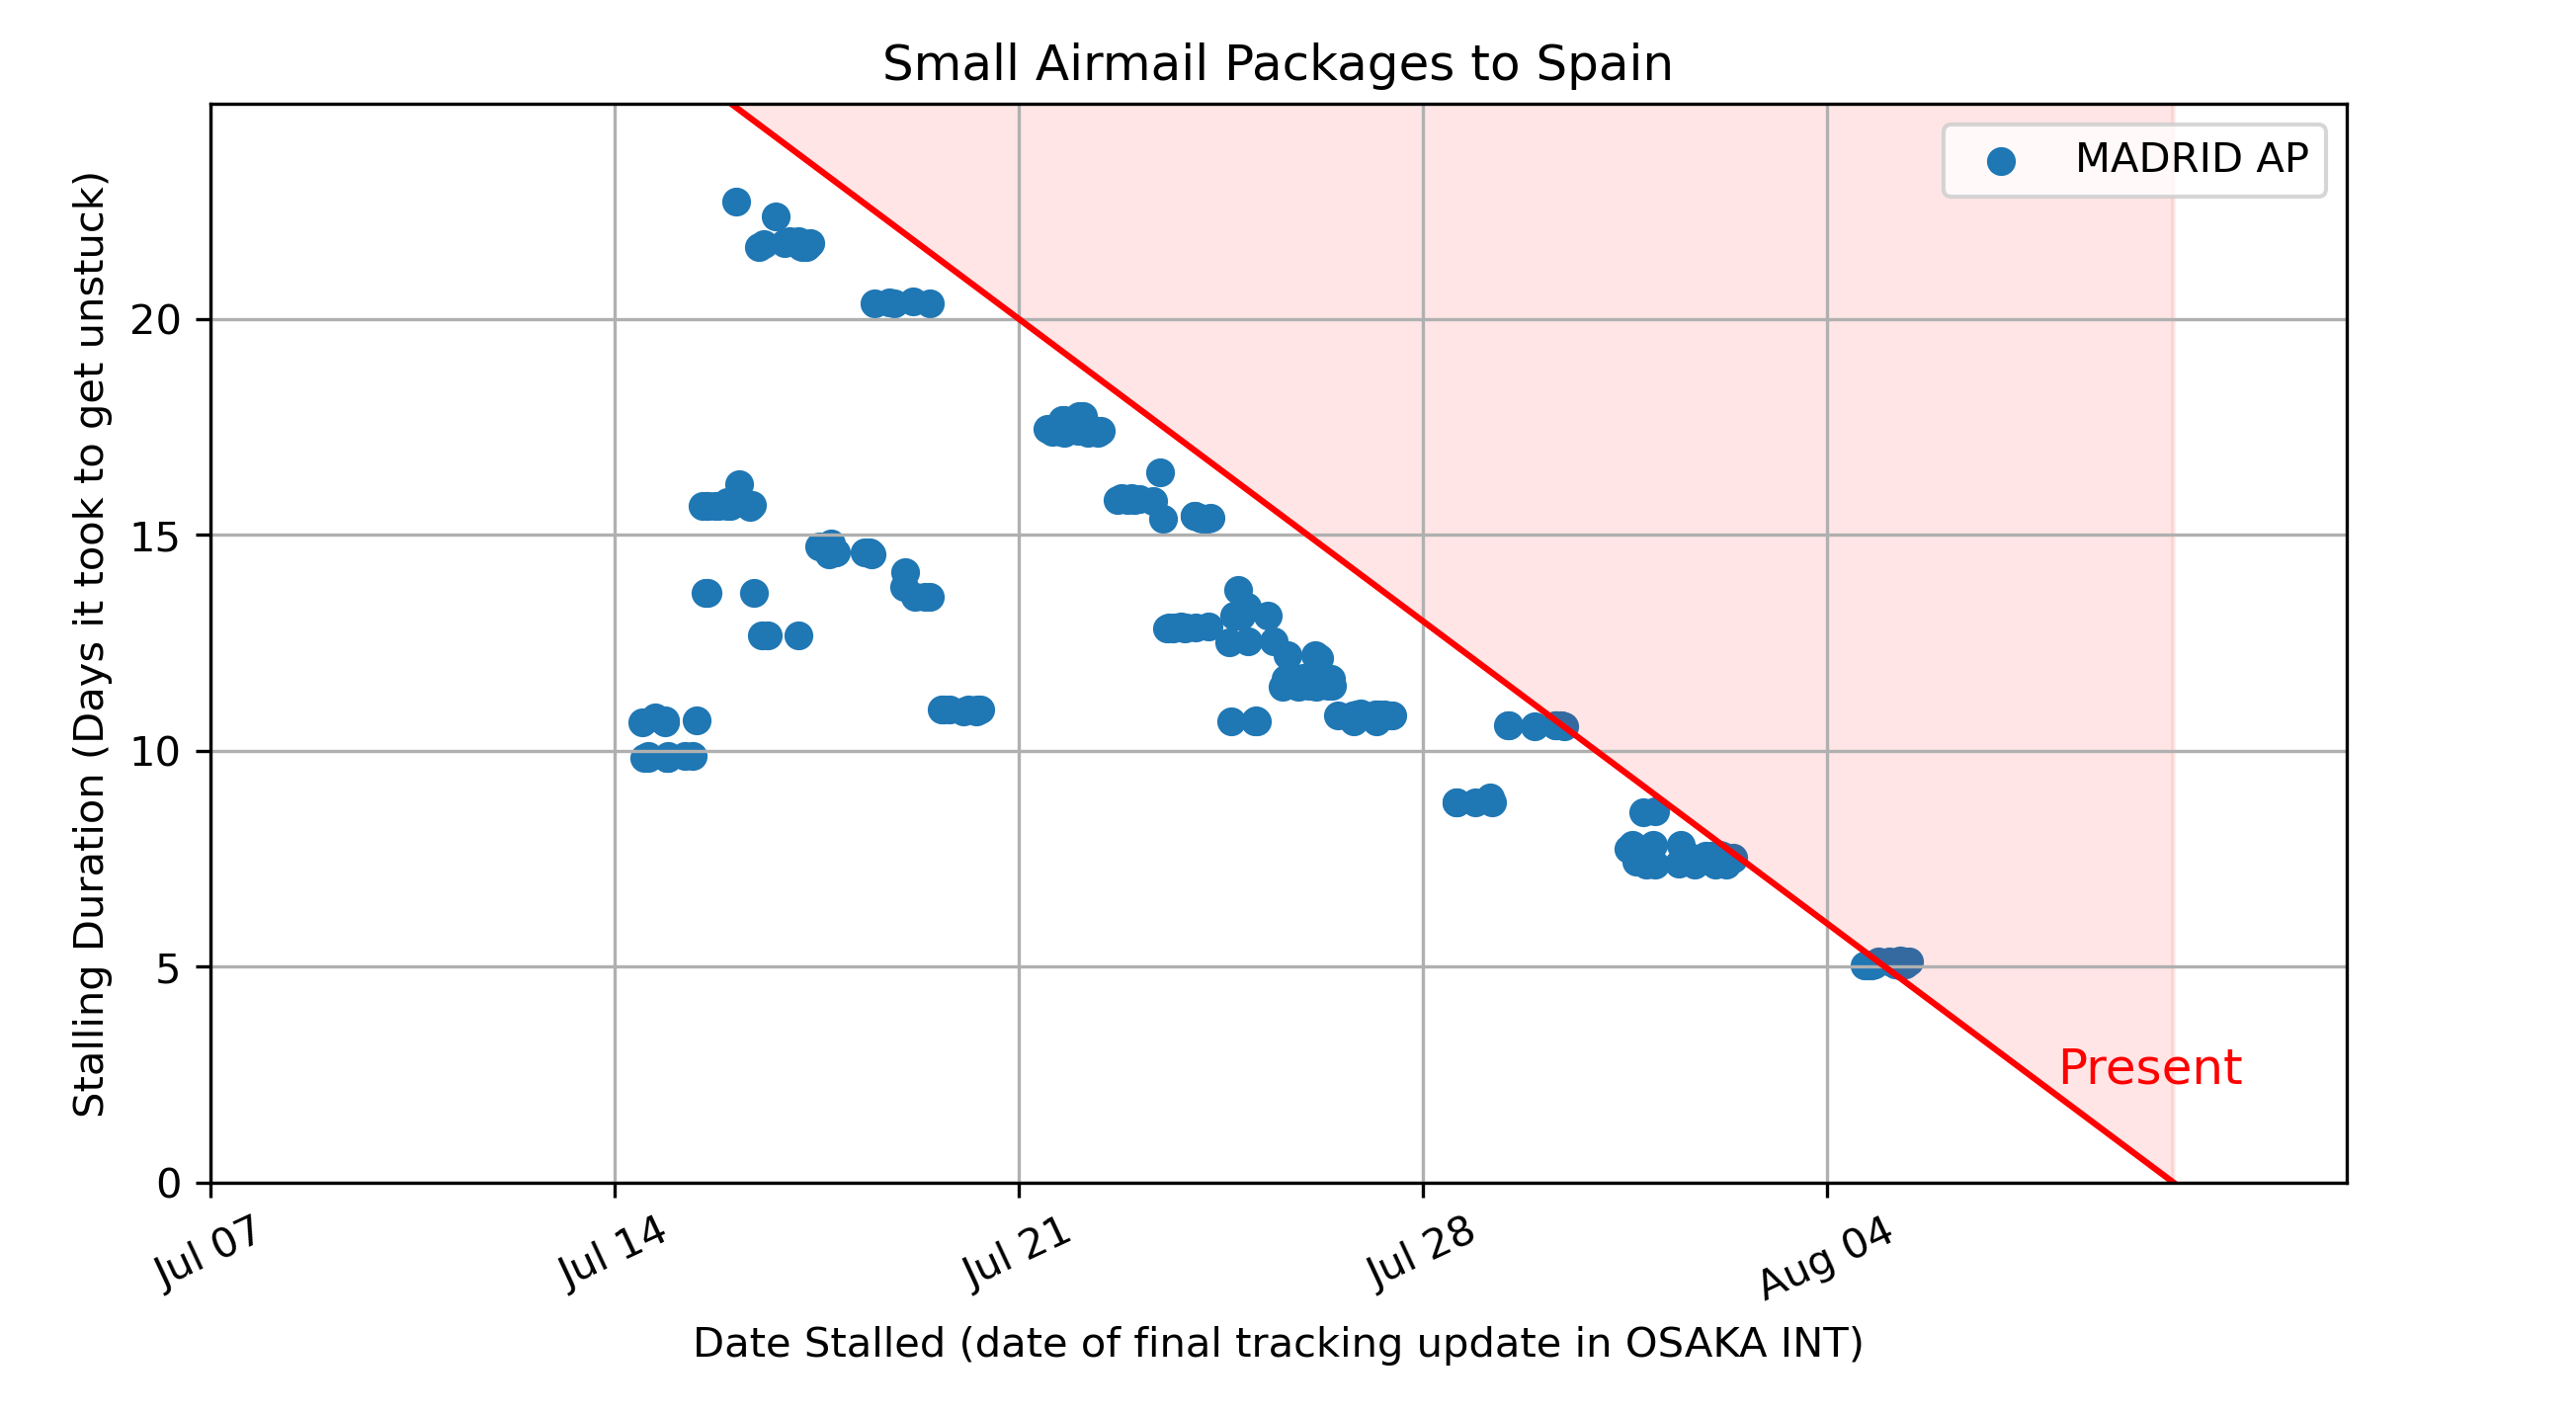 Small Airmail Packages to Spain
MADRID AP
Stalling Duration (Days it took to get unstuck)
20
15
10
5
0
Present
Jul 07
Jul 14
Jul 21
Jul 28
Aug 04
Date Stalled (date of final tracking update in OSAKA INT)